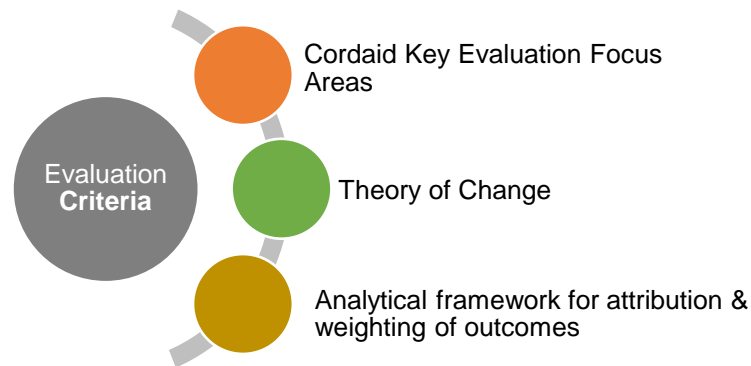 Evaluation
Criteria
Cordaid Key Evaluation Focus
Areas
Theory of Change
Analytical framework for attribution &
weighting of outcomes